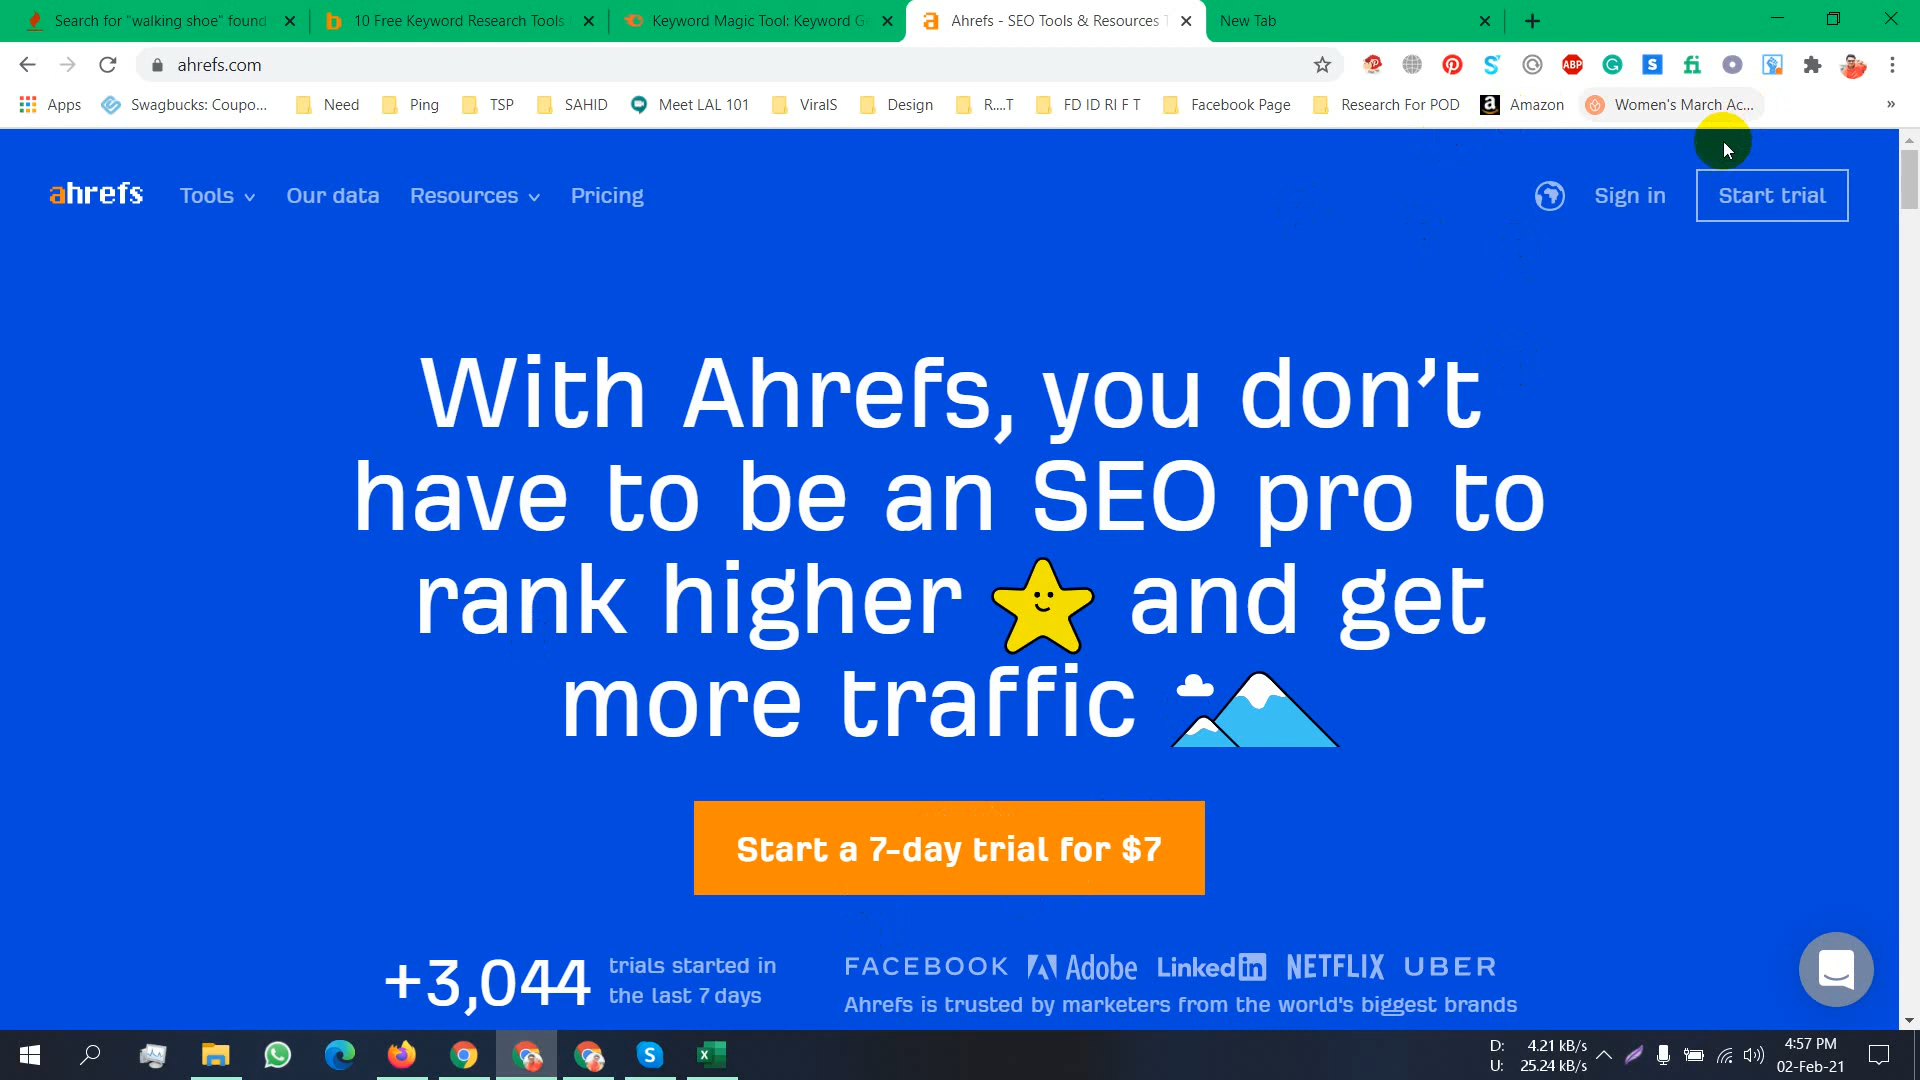 Search for "walking shoe" found
10 Free Keyword Research Tools
Keyword Magic Tool: Keyword Ge
Ahrefs - SEO Tools & Resources T
New Tab
ahrefs.com
Apps
Swagbucks: Coupo...
Need
Ping
TSP
SAHID
Meet LAL 101
ViralS
Design
R....T
FD ID RI F T
Facebook Page
Research For POD
Amazon
Women's March Ac...
ahrefs
Tools
Our data
Resources
Pricing
Sign in
Start trial
With Ahrefs, you don't
have to be an SEO pro to
rank higher and get
more traffic
Start a 7-day trial for $7
+3,044
trials started in
the last 7 days
FACEBOOK Adobe LinkedIn NETFLIX UBER
Ahrefs is trusted by marketers from the world's biggest brands
D: 4.21 kB/s
U: 25.24 kB/s
4:57 PM
02-Feb-21